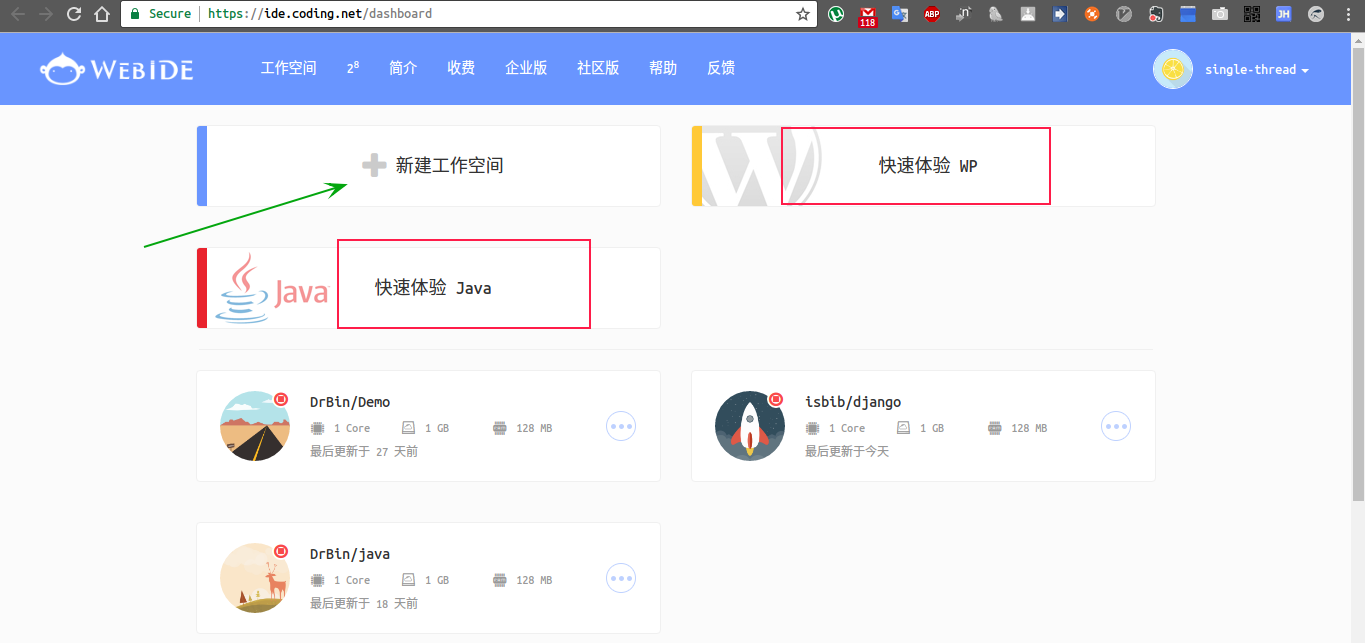 Secure https://ide.coding.net/dashboard
118
ABP
JH
WebIDE 工作空间 2⁸ 简介 收费 企业版 社区版 帮助 反馈 single-thread
新建工作空间
快速体验 WP
Java 快速体验 Java
DrBin/Demo
1 Core 1 GB 128 MB
最后更新于 27 天前
isbib/django
1 Core 1 GB 128 MB
最后更新于今天
DrBin/java
1 Core 1 GB 128 MB
最后更新于 18 天前